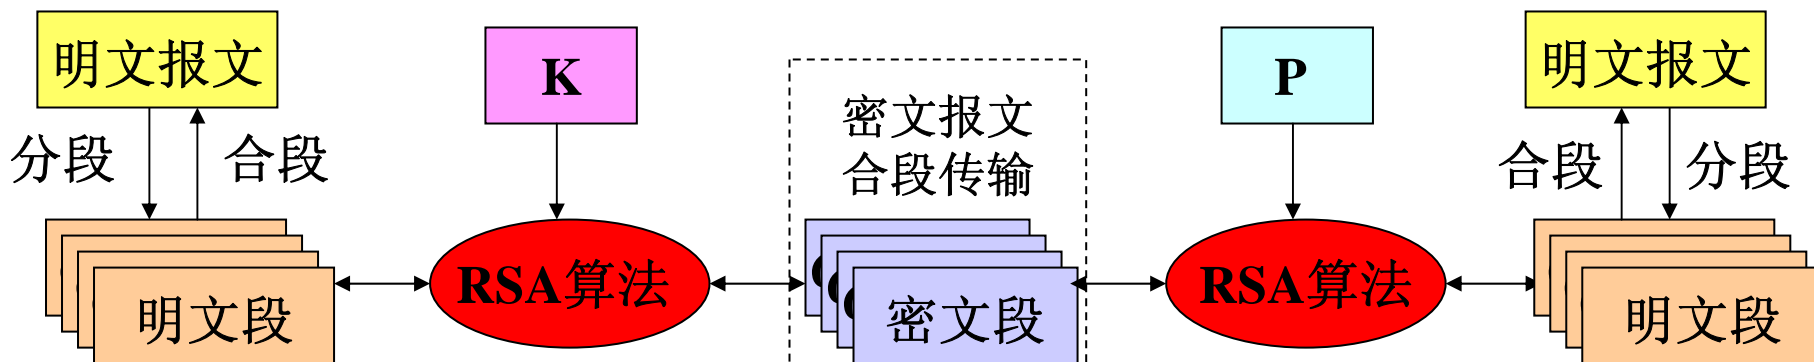 明文报文
K
密文报文
合段传输
P
明文报文
分段
合段
合段
分段
明文段
RSA算法
密文段
RSA算法
明文段